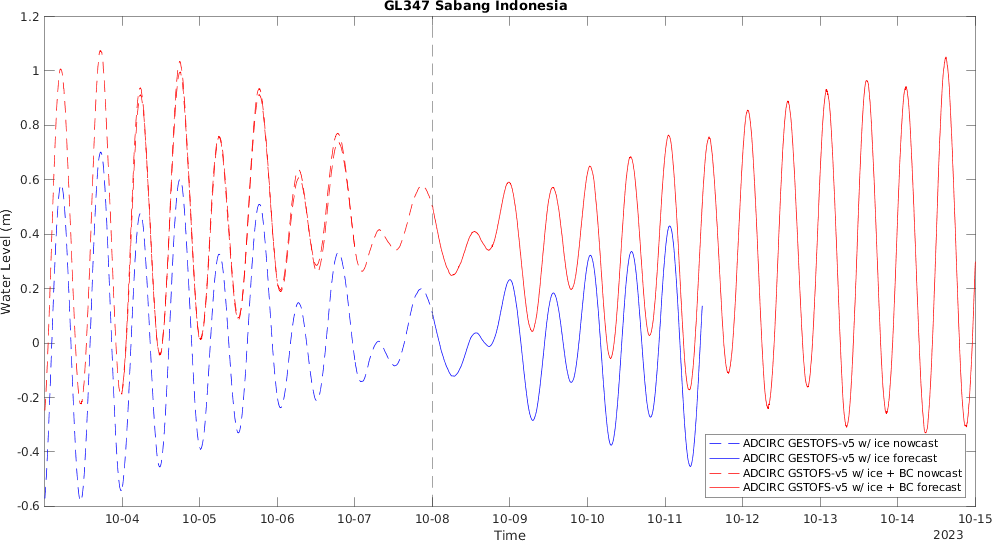 GL347 Sabang Indonesia
1.2
1
0.8
0.6
0.4
0.2
0
-0.2
-0.4
-0.6
Water Level (m)
10-04 10-05 10-06 10-07 10-08 10-09 10-10 10-11 10-12 10-13 10-14 10-15
Time
2023
ADCIRC GESTOFS-v5 w/ ice nowcast
ADCIRC GESTOFS-v5 w/ ice forecast
ADCIRC GSTOFS-v5 w/ ice + BC nowcast
ADCIRC GSTOFS-v5 w/ ice + BC forecast